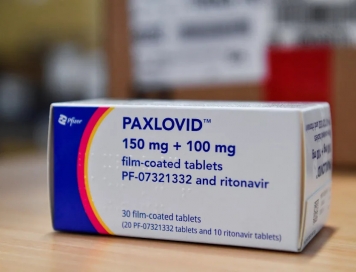 Pfizer
PAXLOVID™
150 mg + 100 mg
film-coated tablets
PF-07321332 and ritonavir
30 film-coated tablets
(20 PF-07321332 tablets and 10 ritonavir tablets)